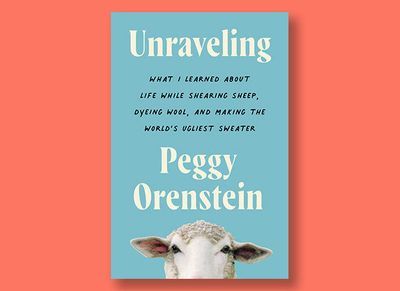 Unraveling
WHAT I LEARNED ABOUT
LIFE WHILE SHEARING SHEEP,
DYEING WOOL, AND MAKING THE
WORLD'S UGLIEST SWEATER
Peggy
Orenstein